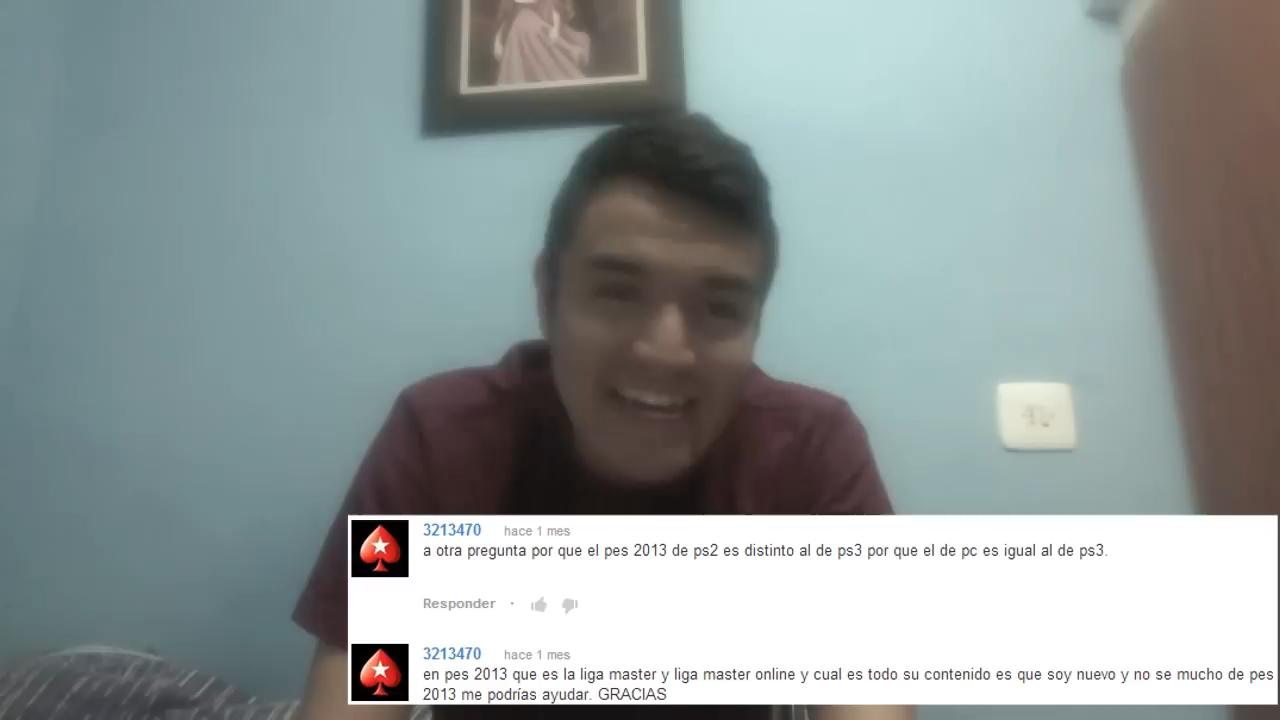 3213470 hace 1 mes
a otra pregunta por que el pes 2013 de ps2 es distinto al de ps3 por que el de pc es igual al de ps3.
Responder ·
3213470 hace 1 mes
en pes 2013 que es la liga master y liga master online y cual es todo su contenido es que soy nuevo y no se mucho de pes
2013 me podrías ayudar. GRACIAS